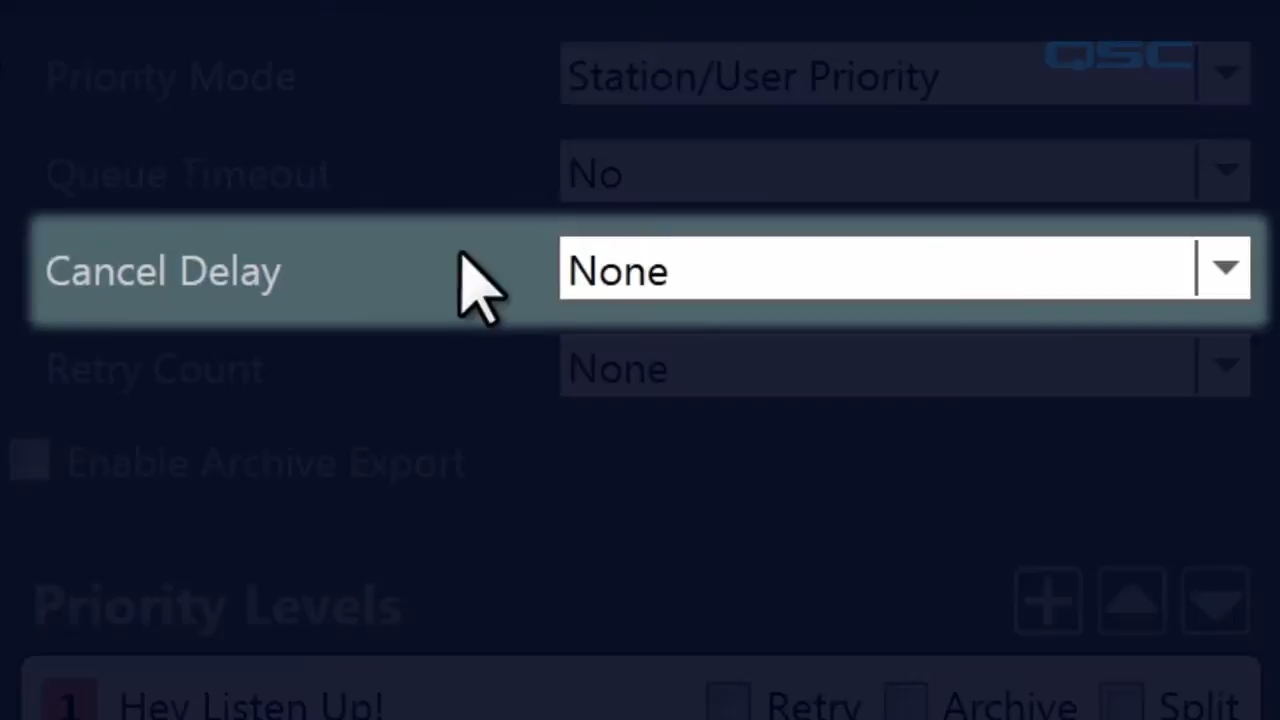 QSC
Priority Mode Station/User Priority
Queue Timeout No
Cancel Delay None
Retry Count None
Enable Archive Export
Priority Levels
1 Hey Listen Up! Retry Archive Split